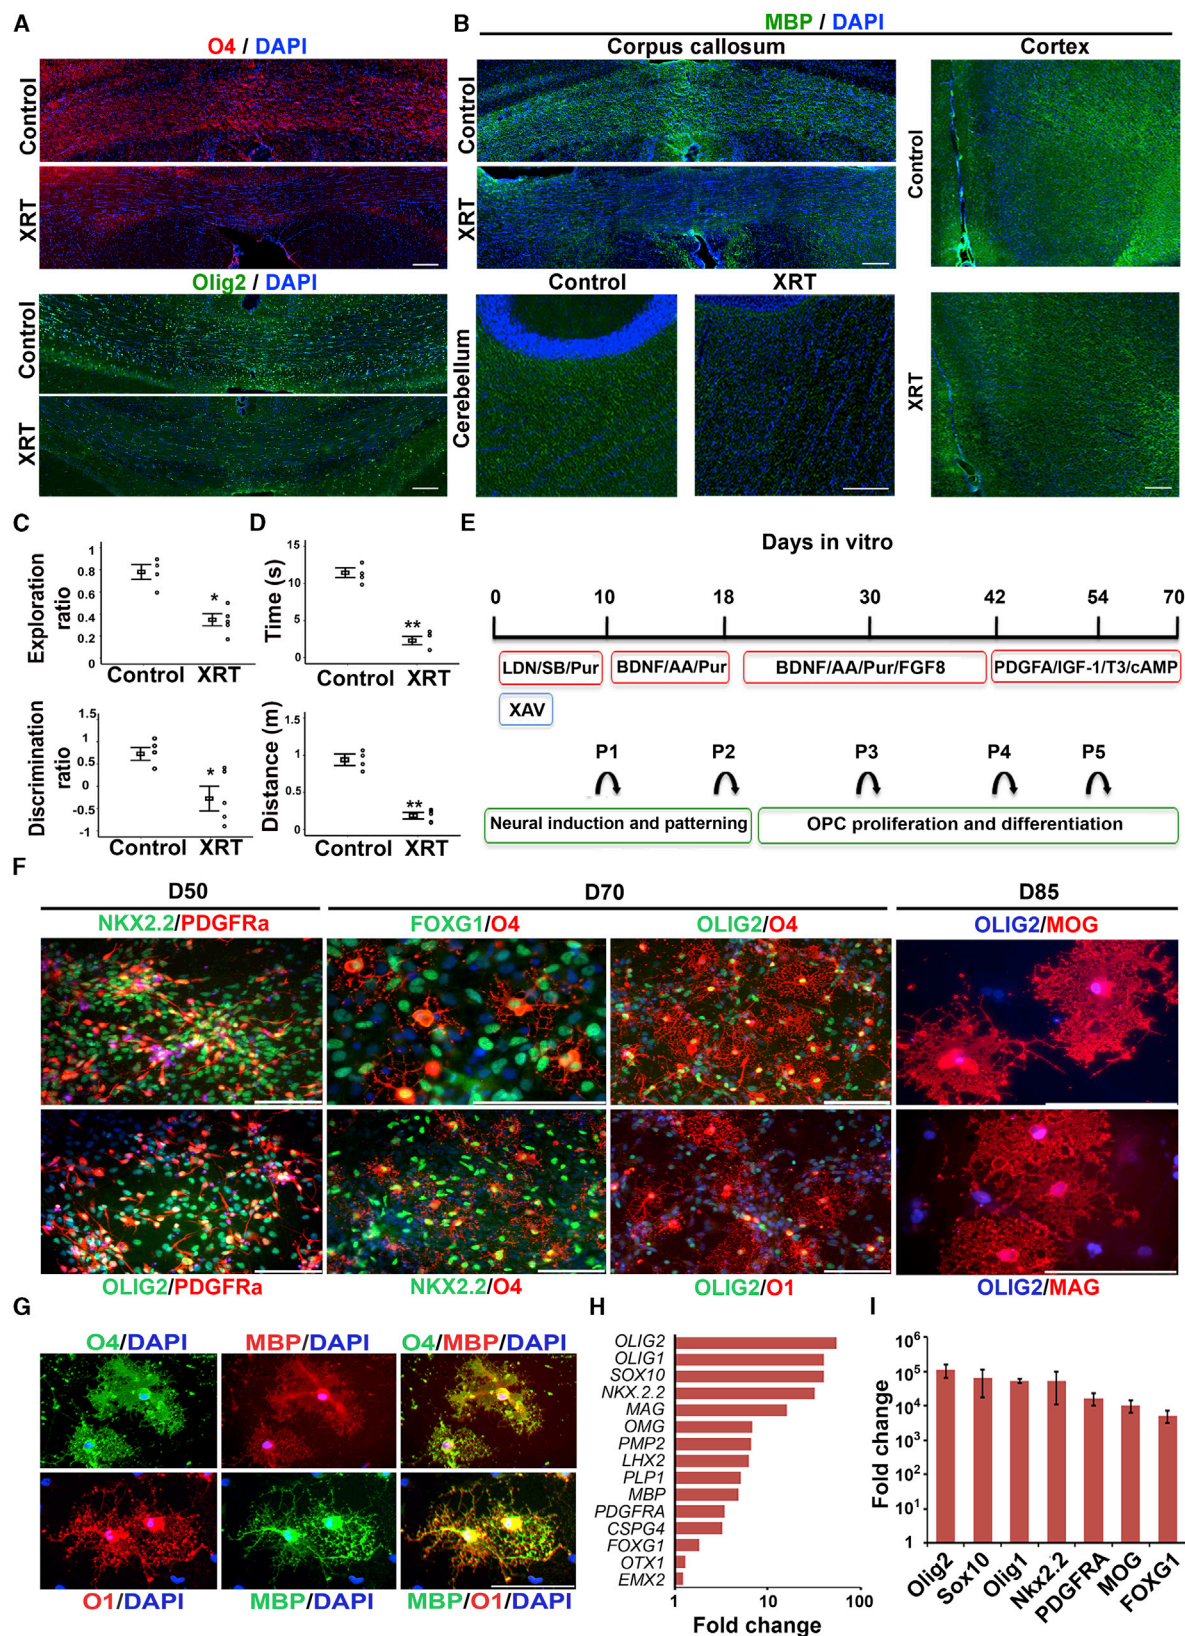 A
O4 / DAPI
Control
XRT
Olig2 / DAPI
Control
XRT
B
MBP / DAPI
Corpus callosum
Cortex
Control
XRT
Control
XRT
Cerebellum
Control
XRT
C
Exploration ratio
1
0.8
0.6
0.4
0.2
0
*
Control XRT
Discrimination ratio
1.5
1
0.5
0
-0.5
-1
*
Control XRT
D
Time (s)
15
10
5
0
**
Control XRT
Distance (m)
1
0.5
0
**
Control XRT
E
Days in vitro
0 10 18 30 42 54 70
LDN/SB/Pur
BDNF/AA/Pur
BDNF/AA/Pur/FGF8
PDGFA/IGF-1/T3/cAMP
XAV
P1 P2 P3 P4 P5
Neural induction and patterning
OPC proliferation and differentiation
F
D50 D70 D85
NKX2.2/PDGFRa
FOXG1/O4
OLIG2/O4
OLIG2/MOG
OLIG2/PDGFRa
NKX2.2/O4
OLIG2/O1
OLIG2/MAG
G
O4/DAPI
MBP/DAPI
O4/MBP/DAPI
O1/DAPI
MBP/DAPI
MBP/O1/DAPI
H
OLIG2
OLIG1
SOX10
NKX.2.2
MAG
OMG
PMP2
LHX2
PLP1
MBP
PDGFRA
CSPG4
FOXG1
OTX1
EMX2
1 10 100
Fold change
I
Fold change
10⁶
10⁵
10⁴
10³
10²
10¹
1
Olig2
Sox10
Olig1
Nkx2.2
PDGFRA
MOG
FOXG1